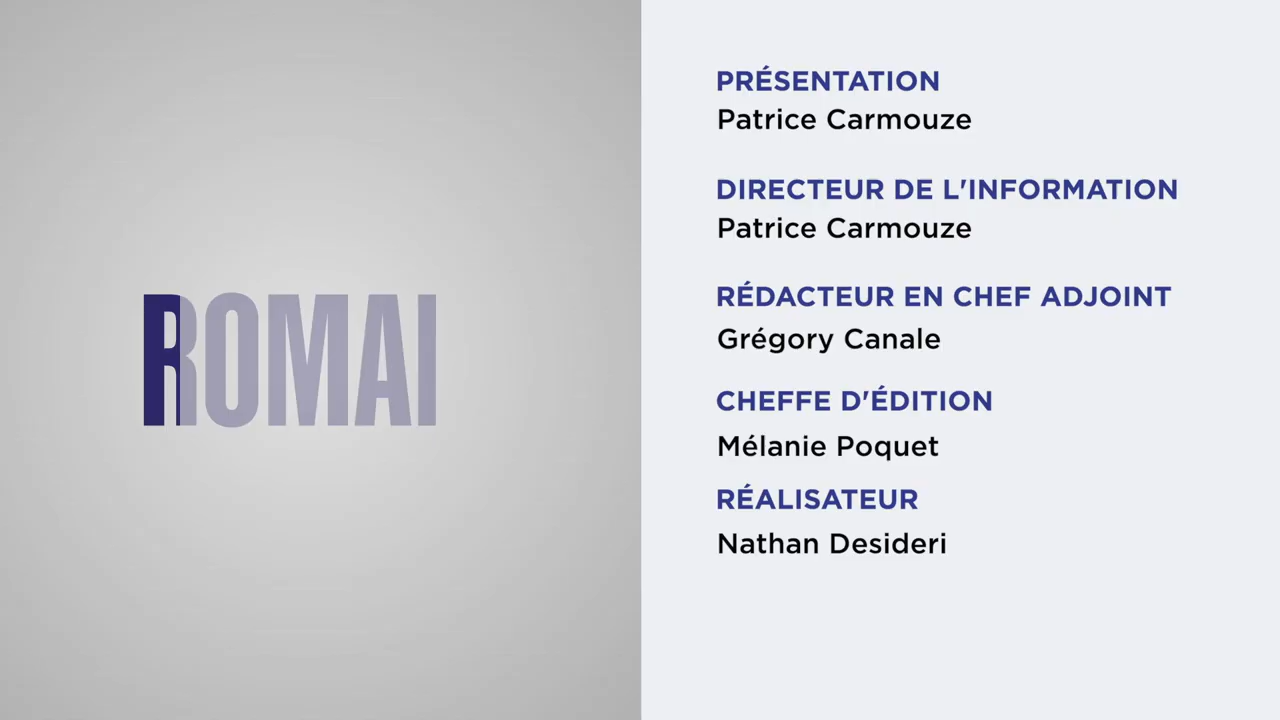 ROMAI
PRÉSENTATION
Patrice Carmouze
DIRECTEUR DE L'INFORMATION
Patrice Carmouze
RÉDACTEUR EN CHEF ADJOINT
Grégory Canale
CHEFFE D'ÉDITION
Mélanie Poquet
RÉALISATEUR
Nathan Desideri